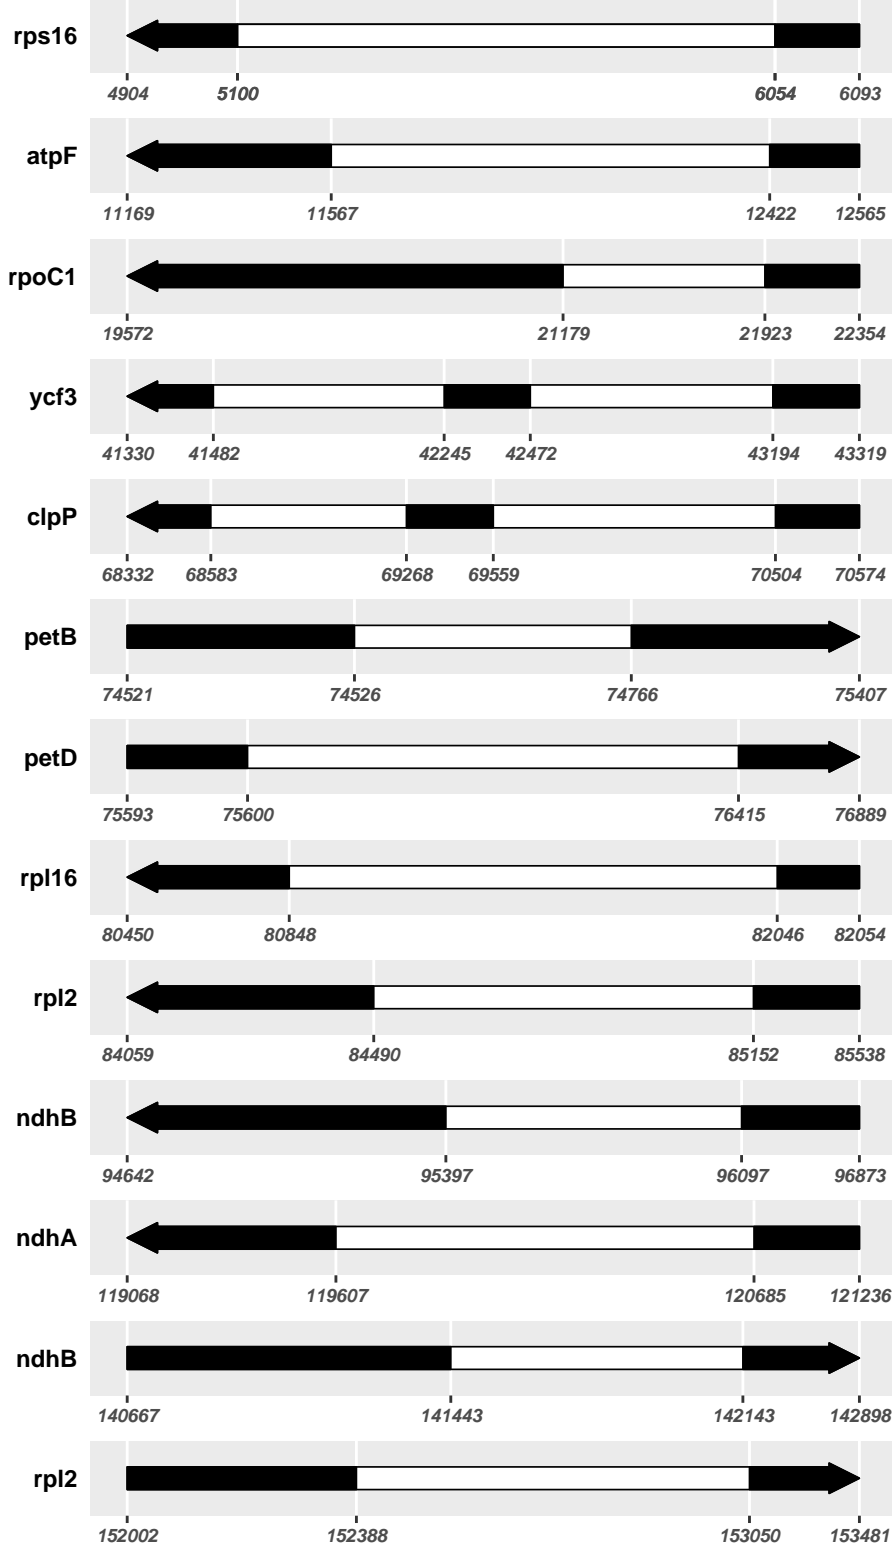 rps16
4904 5100 6054 6093
atpF
11169 11567 12422 12565
rpoC1
19572 21179 21923 22354
ycf3
41330 41482 42245 42472 43194 43319
clpP
68332 68583 69268 69559 70504 70574
petB
74521 74526 74766 75407
petD
75593 75600 76415 76889
rpl16
80450 80848 82046 82054
rpl2
84059 84490 85152 85538
ndhB
94642 95397 96097 96873
ndhA
119068 119607 120685 121236
ndhB
140667 141443 142143 142898
rpl2
152002 152388 153050 153481